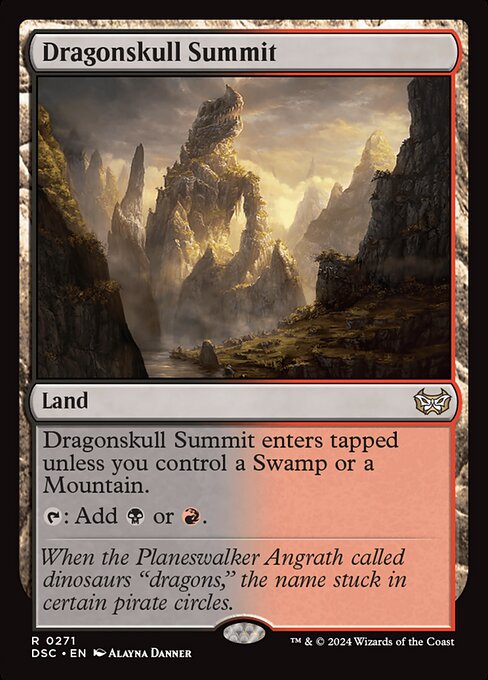 Dragonskull Summit
Land
Dragonskull Summit enters tapped
unless you control a Swamp or a
Mountain.
: Add or .
When the Planeswalker Angrath called
dinosaurs “dragons,” the name stuck in
certain pirate circles.
R 0271
DSC • EN Alayna Danner
™ & © 2024 Wizards of the Coast